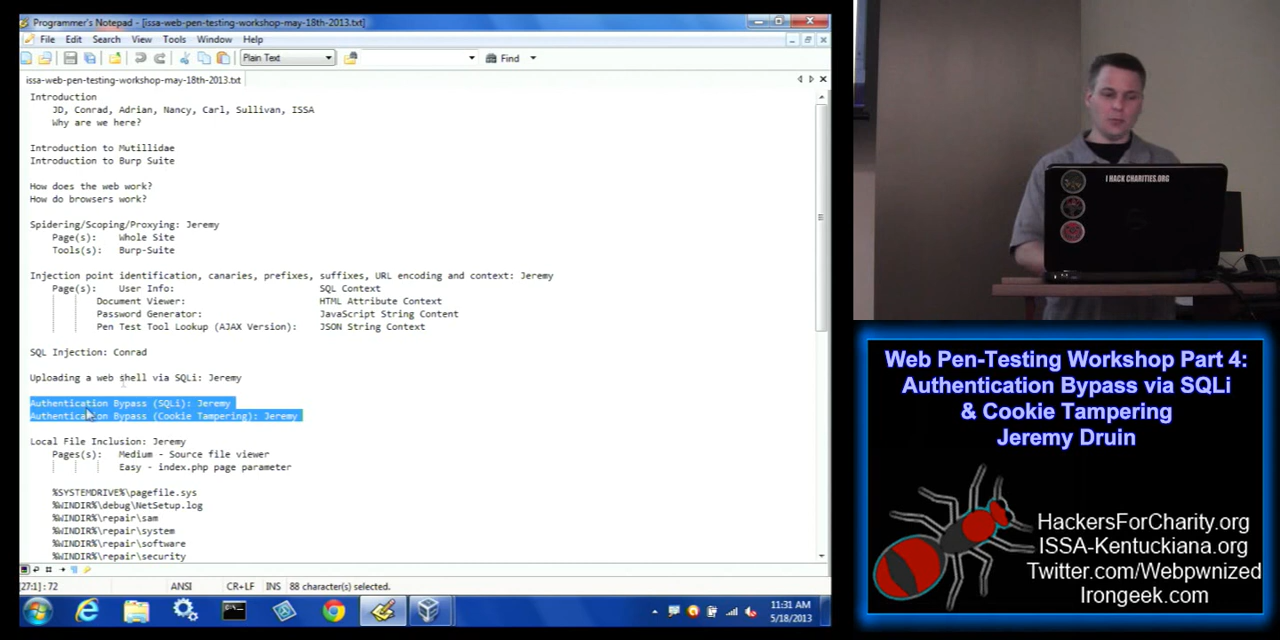 Programmer's Notepad - [issa-web-pen-testing-workshop-may-18th-2013.txt]
File Edit Search View Tools Window Help
Plain Text
Find
issa-web-pen-testing-workshop-may-18th-2013.txt
Introduction
JD, Conrad, Adrian, Nancy, Carl, Sullivan, ISSA
Why are we here?
Introduction to Mutillidae
Introduction to Burp Suite
How does the web work?
How do browsers work?
Spidering/Scoping/Proxying: Jeremy
Page(s): Whole Site
Tools(s): Burp-Suite
Injection point identification, canaries, prefixes, suffixes, URL encoding and context: Jeremy
Page(s): User Info: SQL Context
Document Viewer: HTML Attribute Context
Password Generator: JavaScript String Content
Pen Test Tool Lookup (AJAX Version): JSON String Context
SQL Injection: Conrad
Uploading a web shell via SQLi: Jeremy
Authentication Bypass (SQLi): Jeremy
Authentication Bypass (Cookie Tampering): Jeremy
Local File Inclusion: Jeremy
Pages(s): Medium - Source file viewer
Easy - index.php page parameter
%SYSTEMDRIVE%\pagefile.sys
%WINDIR%\debug\NetSetup.log
%WINDIR%\repair\sam
%WINDIR%\repair\system
%WINDIR%\repair\software
%WINDIR%\repair\security
[27:1] : 72 ANSI CR+LF INS 88 character(s) selected.
11:31 AM
5/18/2013
I HACK CHARITIES.ORG
Web Pen-Testing Workshop Part 4:
Authentication Bypass via SQLi
& Cookie Tampering
Jeremy Druin
HackersForCharity.org
ISSA-Kentuckiana.org
Twitter.com/Webpwnized
Irongeek.com